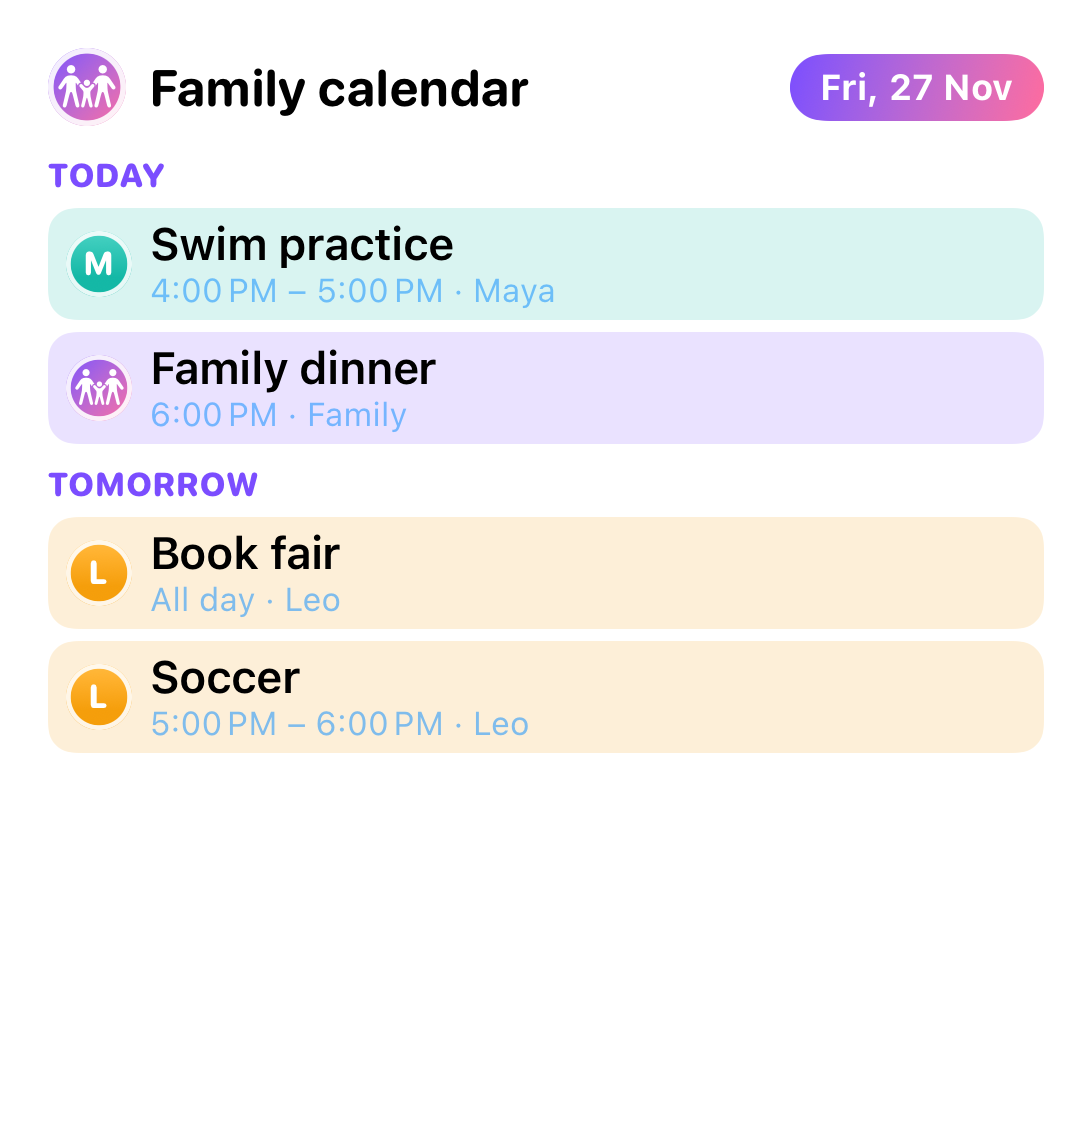 Family calendar
Fri, 27 Nov
TODAY
M
Swim practice
4:00 PM – 5:00 PM · Maya
Family dinner
6:00 PM · Family
TOMORROW
L
Book fair
All day · Leo
L
Soccer
5:00 PM – 6:00 PM · Leo